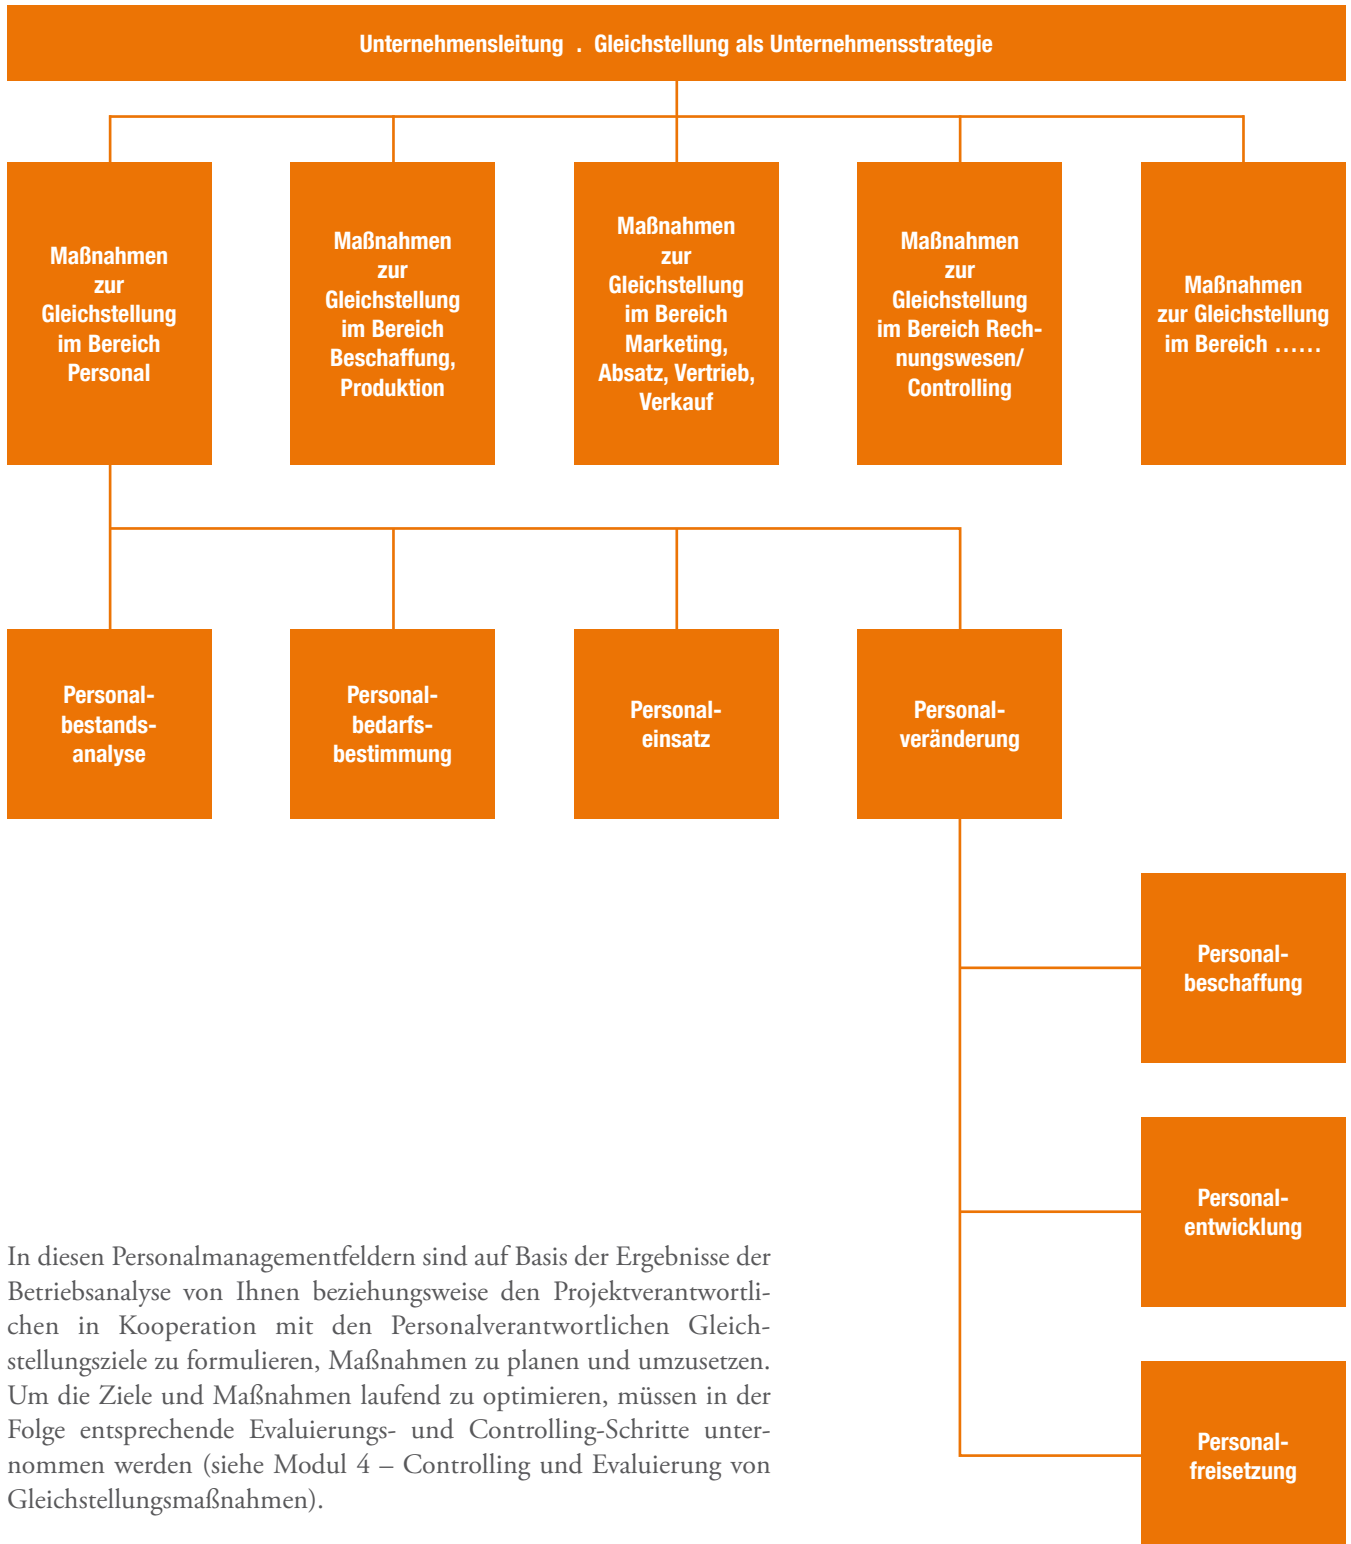 Unternehmensleitung . Gleichstellung als Unternehmensstrategie
Maßnahmen
zur
Gleichstellung
im Bereich
Personal
Maßnahmen
zur
Gleichstellung
im Bereich
Beschaffung,
Produktion
Maßnahmen
zur
Gleichstellung
im Bereich
Marketing,
Absatz, Vertrieb,
Verkauf
Maßnahmen
zur
Gleichstellung
im Bereich Rech-
nungswesen/
Controlling
Maßnahmen
zur Gleichstellung
im Bereich ……
Personal-
bestands-
analyse
Personal-
bedarfs-
bestimmung
Personal-
einsatz
Personal-
veränderung
Personal-
beschaffung
Personal-
entwicklung
Personal-
freisetzung
In diesen Personalmanagementfeldern sind auf Basis der Ergebnisse der
Betriebsanalyse von Ihnen beziehungsweise den Projektverantwortli-
chen in Kooperation mit den Personalverantwortlichen Gleich-
stellungsziele zu formulieren, Maßnahmen zu planen und umzusetzen.
Um die Ziele und Maßnahmen laufend zu optimieren, müssen in der
Folge entsprechende Evaluierungs- und Controlling-Schritte unter-
nommen werden (siehe Modul 4 – Controlling und Evaluierung von
Gleichstellungsmaßnahmen).